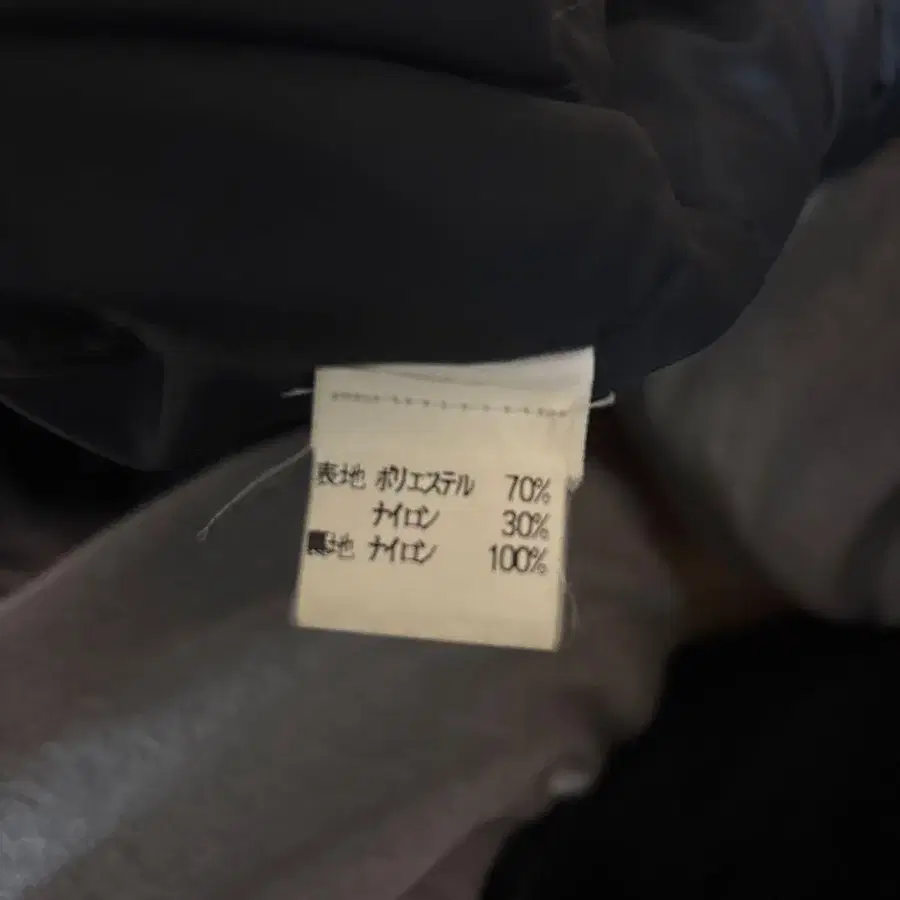 表地 ポリエステル 70%
ナイロン 30%
裏地 ナイロン 100%